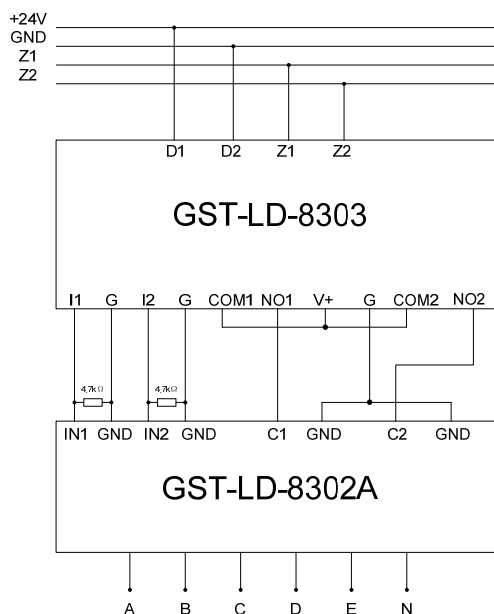 +24V
GND
Z1
Z2
D1 D2 Z1 Z2
GST-LD-8303
I1 G I2 G COM1 NO1 V+ G COM2 NO2
4.7kΩ 4.7kΩ
IN1 GND IN2 GND C1 GND C2 GND
GST-LD-8302A
A B C D E N